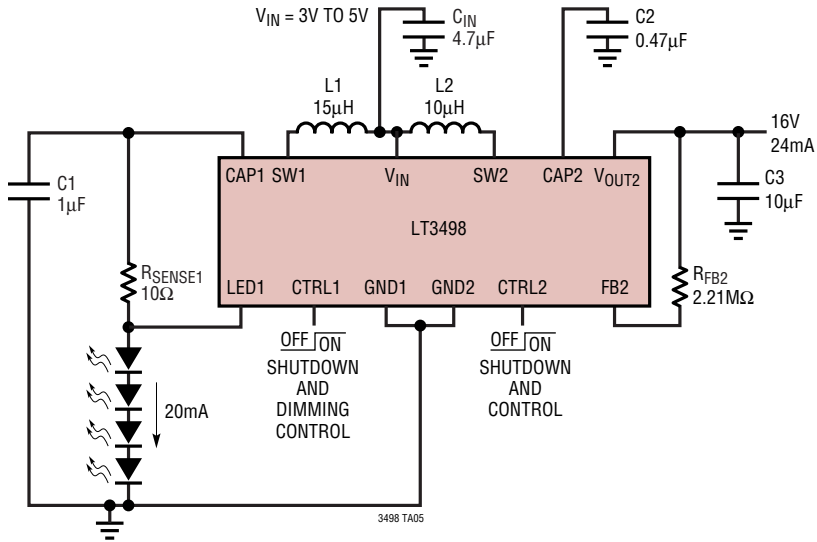 V_IN = 3V TO 5V
C_IN
4.7µF
C2
0.47µF
L1
15µH
L2
10µH
16V
24mA
C1
1µF
CAP1 SW1 V_IN SW2 CAP2 V_OUT2
C3
10µF
LT3498
R_SENSE1
10Ω
LED1 CTRL1 GND1 GND2 CTRL2 FB2
R_FB2
2.21MΩ
OFF ON
SHUTDOWN
AND
DIMMING
CONTROL
OFF ON
SHUTDOWN
AND
CONTROL
20mA
3498 TA05